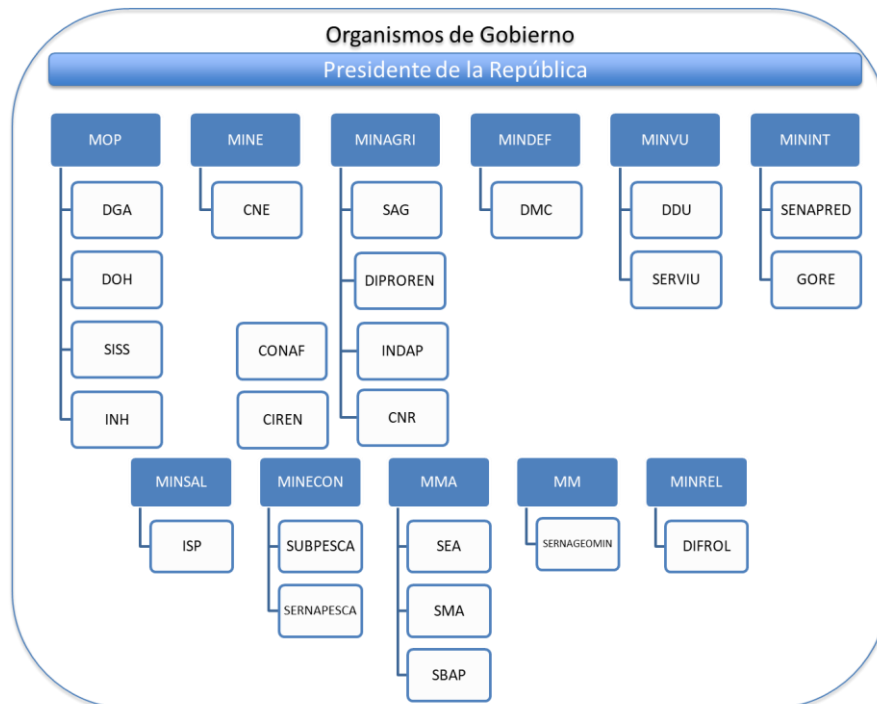 Organismos de Gobierno
Presidente de la República
MOP
MINE
MINAGRI
MINDEF
MINVU
MININT
DGA
CNE
SAG
DMC
DDU
SENAPRED
DOH
DIPROREN
SERVIU
GORE
SISS
CONAF
INDAP
INH
CIREN
CNR
MINSAL
MINECON
MMA
MM
MINREL
ISP
SUBPESCA
SEA
SERNAGEOMIN
DIFROL
SERNAPESCA
SMA
SBAP